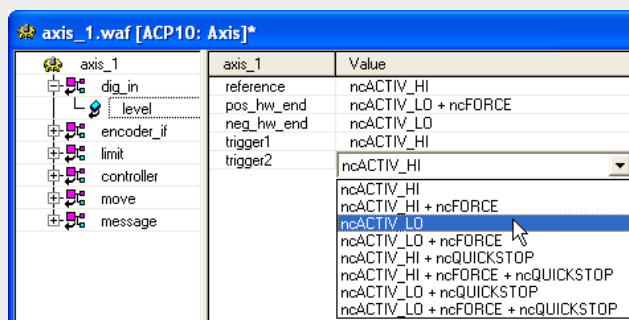 axis_1.waf [ACP10: Axis]*
axis_1 axis_1 Value
dig_in reference ncACTIV_HI
level pos_hw_end ncACTIV_LO + ncFORCE
encoder_if neg_hw_end ncACTIV_LO
limit trigger1 ncACTIV_HI
controller trigger2 ncACTIV_HI
move
message
ncACTIV_HI
ncACTIV_HI + ncFORCE
ncACTIV_LO
ncACTIV_LO + ncFORCE
ncACTIV_HI + ncQUICKSTOP
ncACTIV_HI + ncFORCE + ncQUICKSTOP
ncACTIV_LO + ncQUICKSTOP
ncACTIV_LO + ncFORCE + ncQUICKSTOP